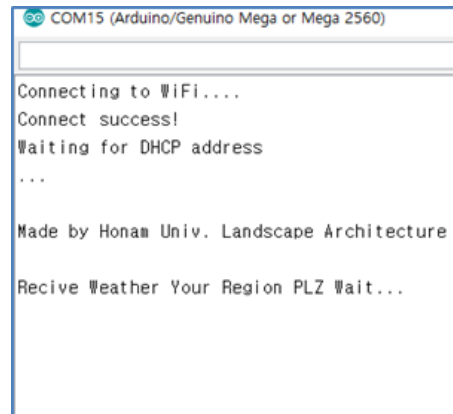 COM15 (Arduino/Genuino Mega or Mega 2560)
Connecting to WiFi....
Connect success!
Waiting for DHCP address
...
Made by Honam Univ. Landscape Architecture
Recive Weather Your Region PLZ Wait...